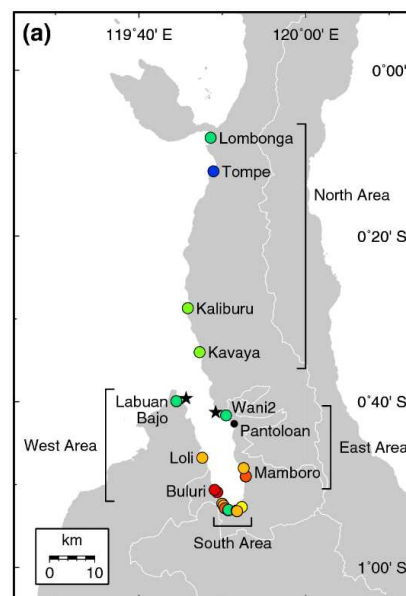 (a)
119°40' E
120°00' E
0°00'
Lombonga
Tompe
North Area
0°20' S
Kaliburu
Kavaya
0°40' S
Labuan
Bajo
Wani2
Pantoloan
West Area
East Area
Loli
Mamboro
Buluri
South Area
km
0
10
1°00' S